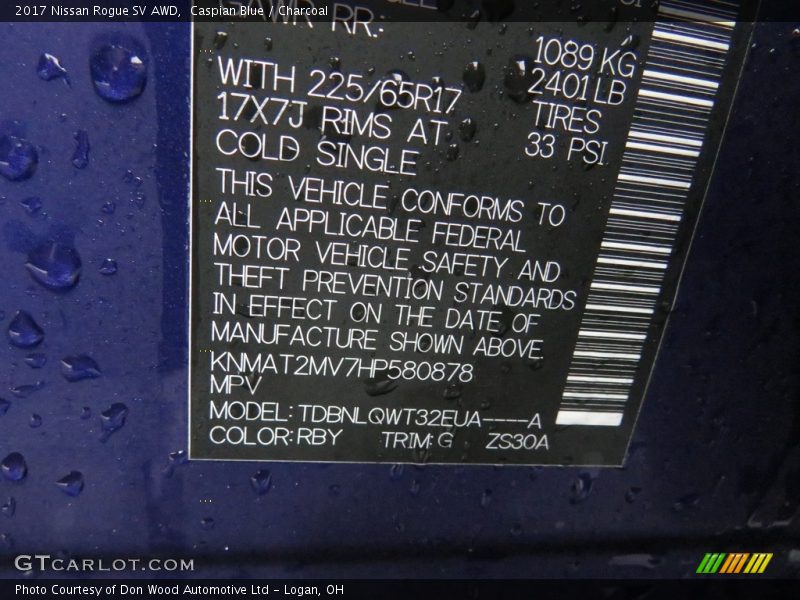 2017 Nissan Rogue SV AWD, Caspian Blue / Charcoal
RR.:
1089 KG
2401 LB
WITH 225/65R17 TIRES
17X7J RIMS AT 33 PSI
COLD SINGLE
THIS VEHICLE CONFORMS TO
ALL APPLICABLE FEDERAL
MOTOR VEHICLE SAFETY AND
THEFT PREVENTION STANDARDS
IN EFFECT ON THE DATE OF
MANUFACTURE SHOWN ABOVE.
KNMAT2MV7HP580878
MPV
MODEL: TDBNLQWT32EUA----A
COLOR: RBY TRIM: G ZS30A
GTCARLOT.COM
Photo Courtesy of Don Wood Automotive Ltd - Logan, OH